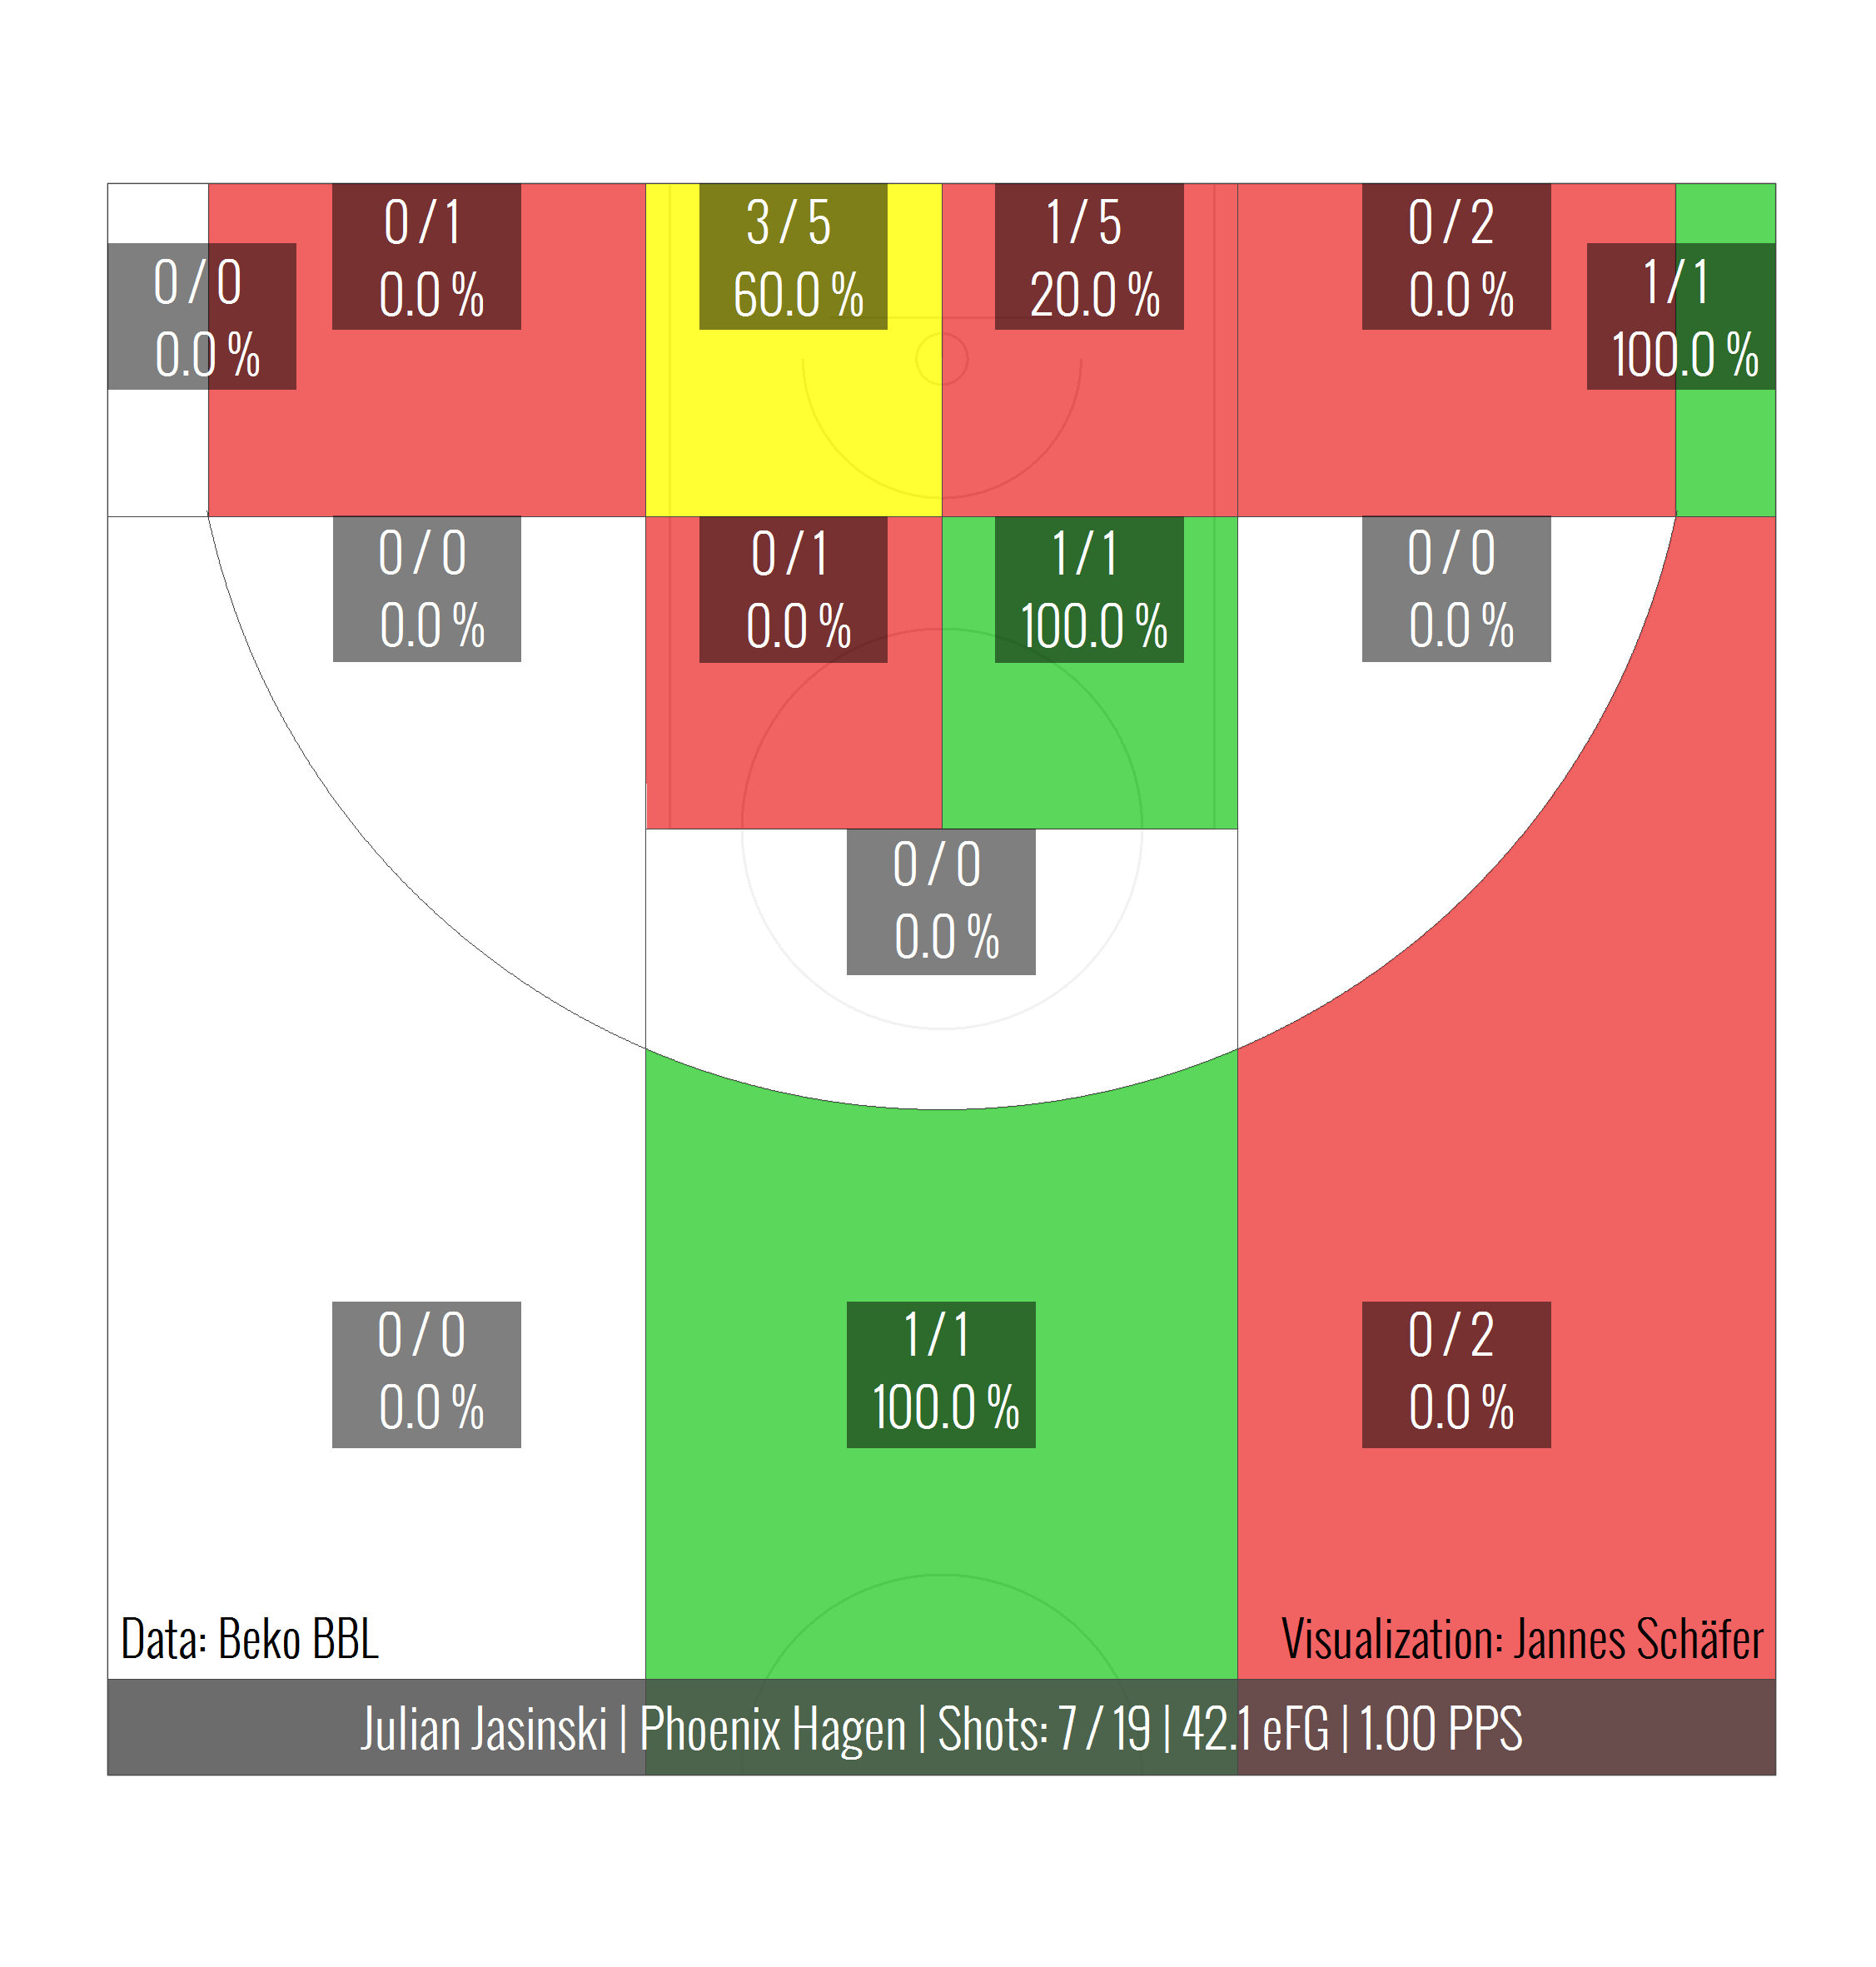 0 / 1
0.0 %
3 / 5
60.0 %
1 / 5
20.0 %
0 / 2
0.0 %
0 / 0
0.0 %
1 / 1
100.0 %
0 / 0
0.0 %
0 / 1
0.0 %
1 / 1
100.0 %
0 / 0
0.0 %
0 / 0
0.0 %
0 / 0
0.0 %
1 / 1
100.0 %
0 / 2
0.0 %
Data: Beko BBL
Visualization: Jannes Schäfer
Julian Jasinski | Phoenix Hagen | Shots: 7 / 19 | 42.1 eFG | 1.00 PPS